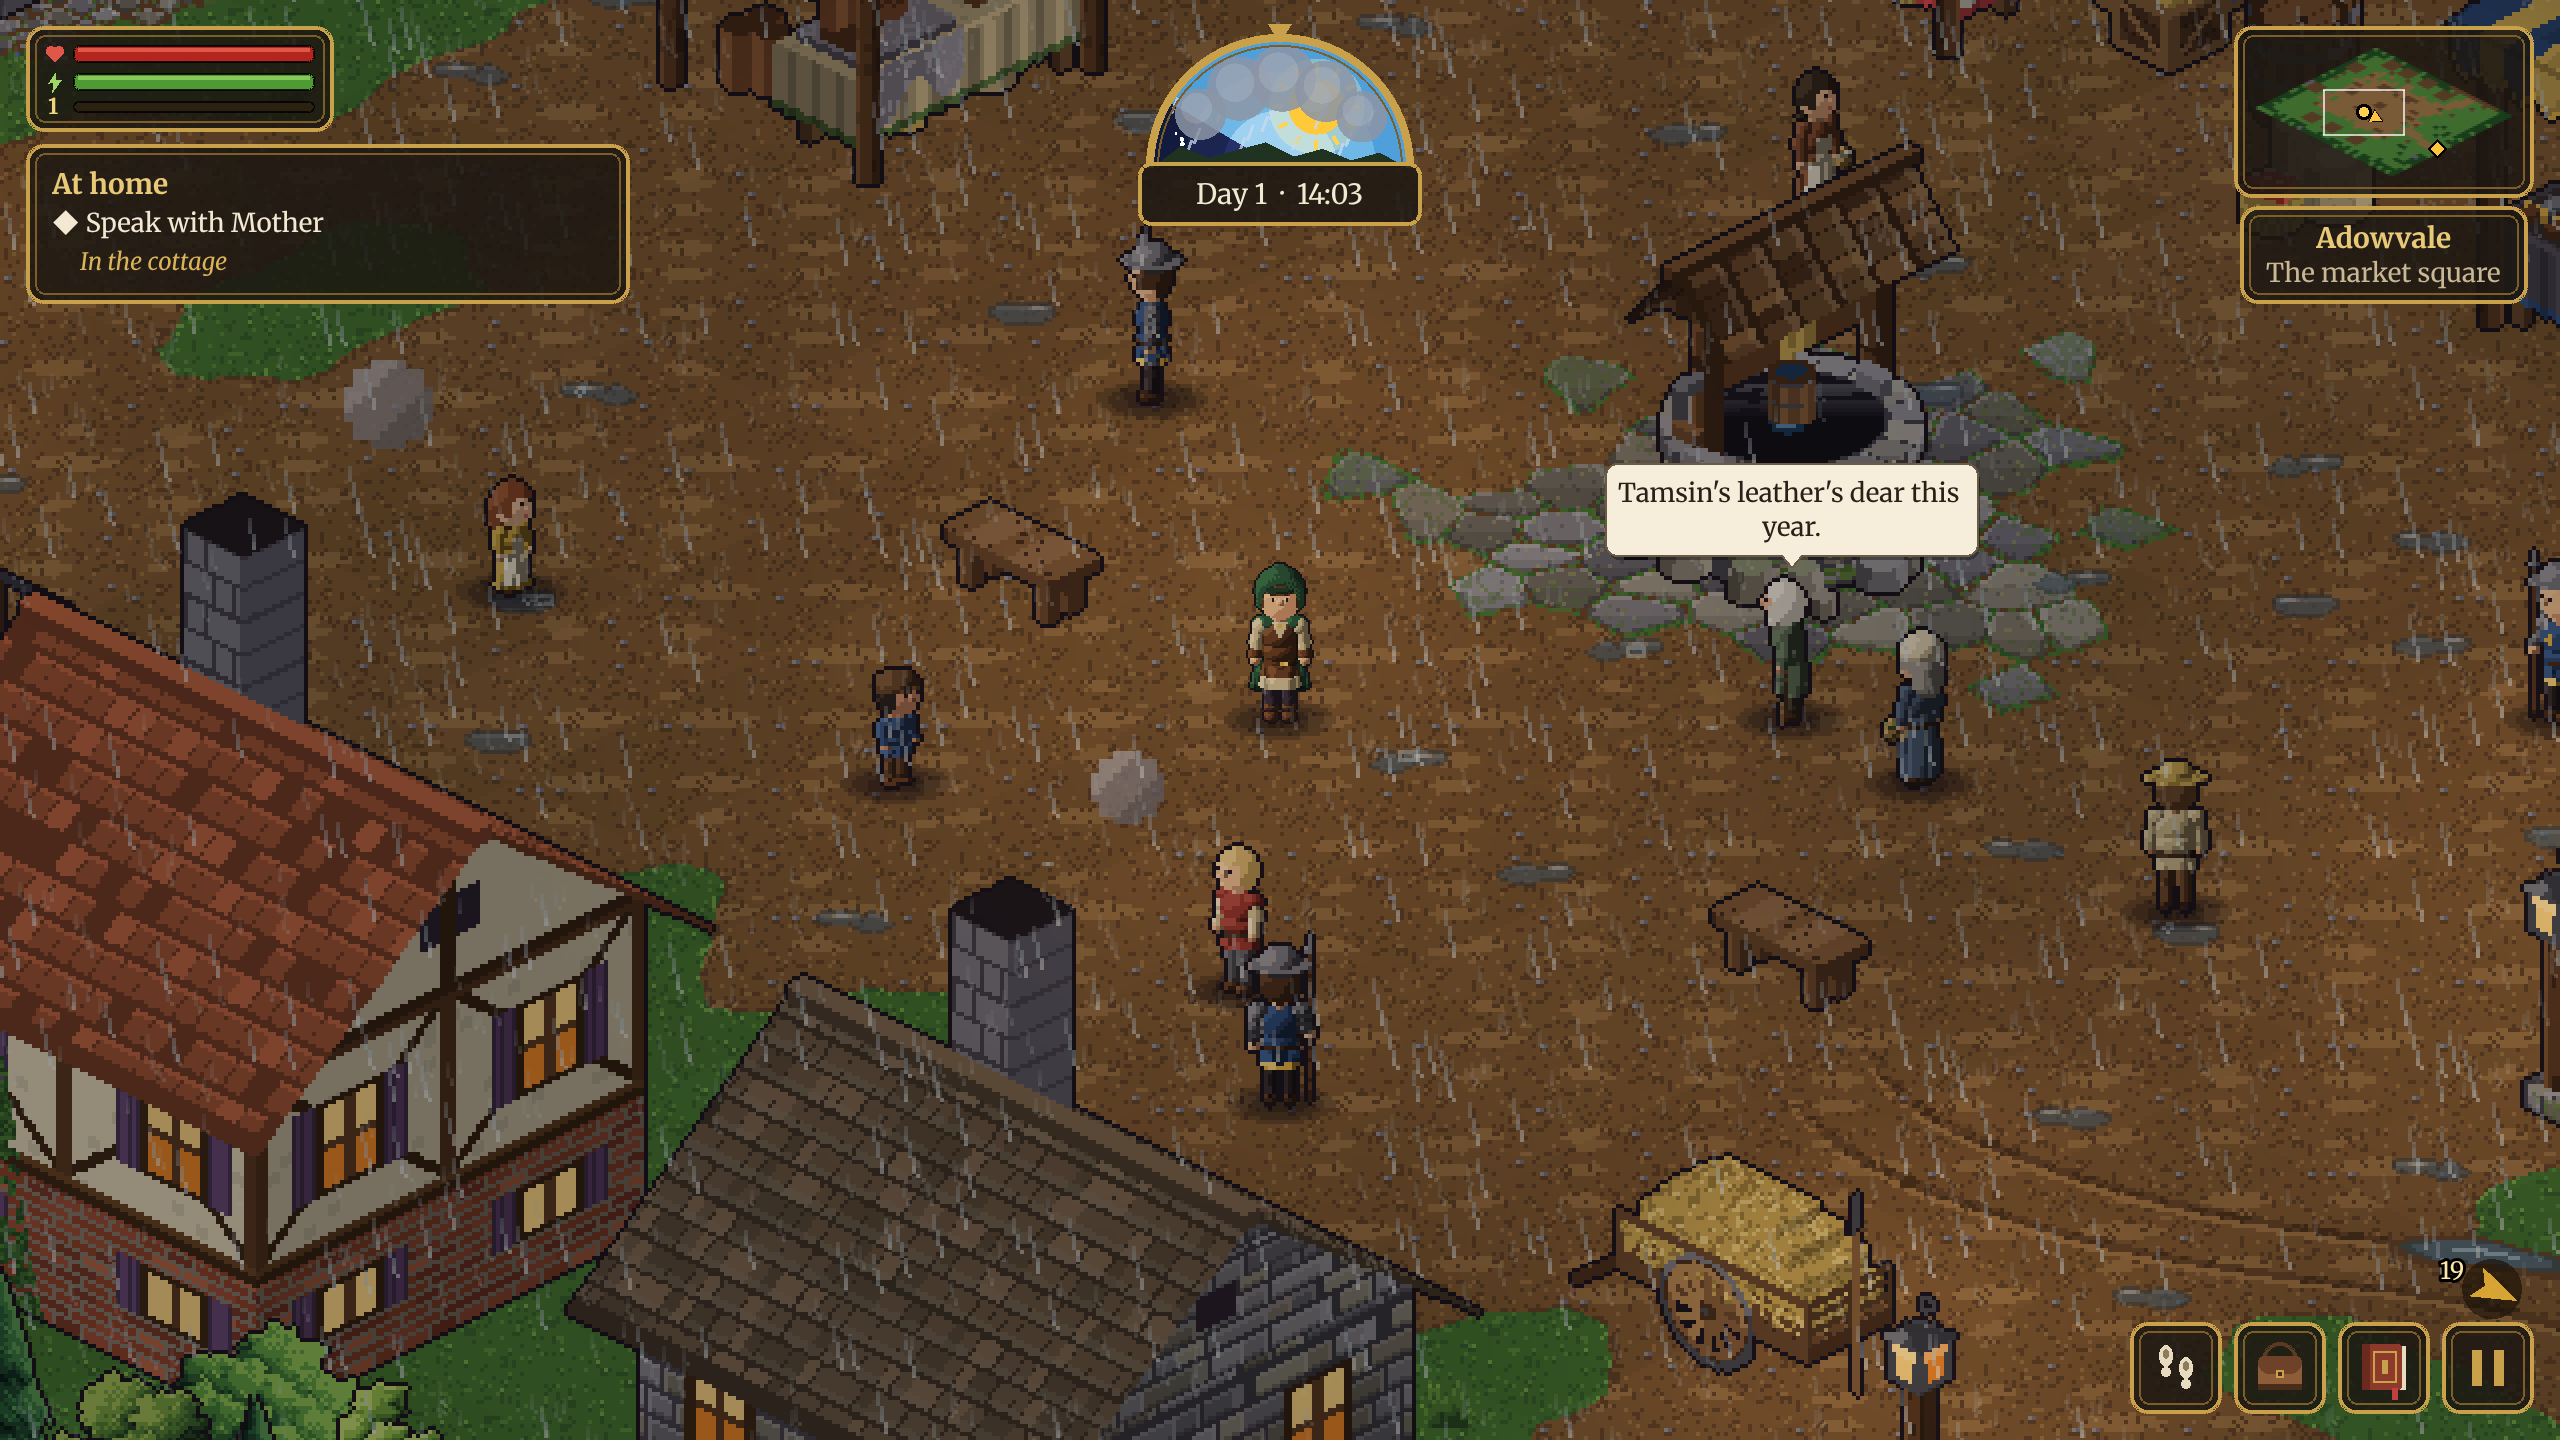 1
At home
Speak with Mother
In the cottage
Day 1 · 14:03
Adowvale
The market square
Tamsin's leather's dear this
year.
19